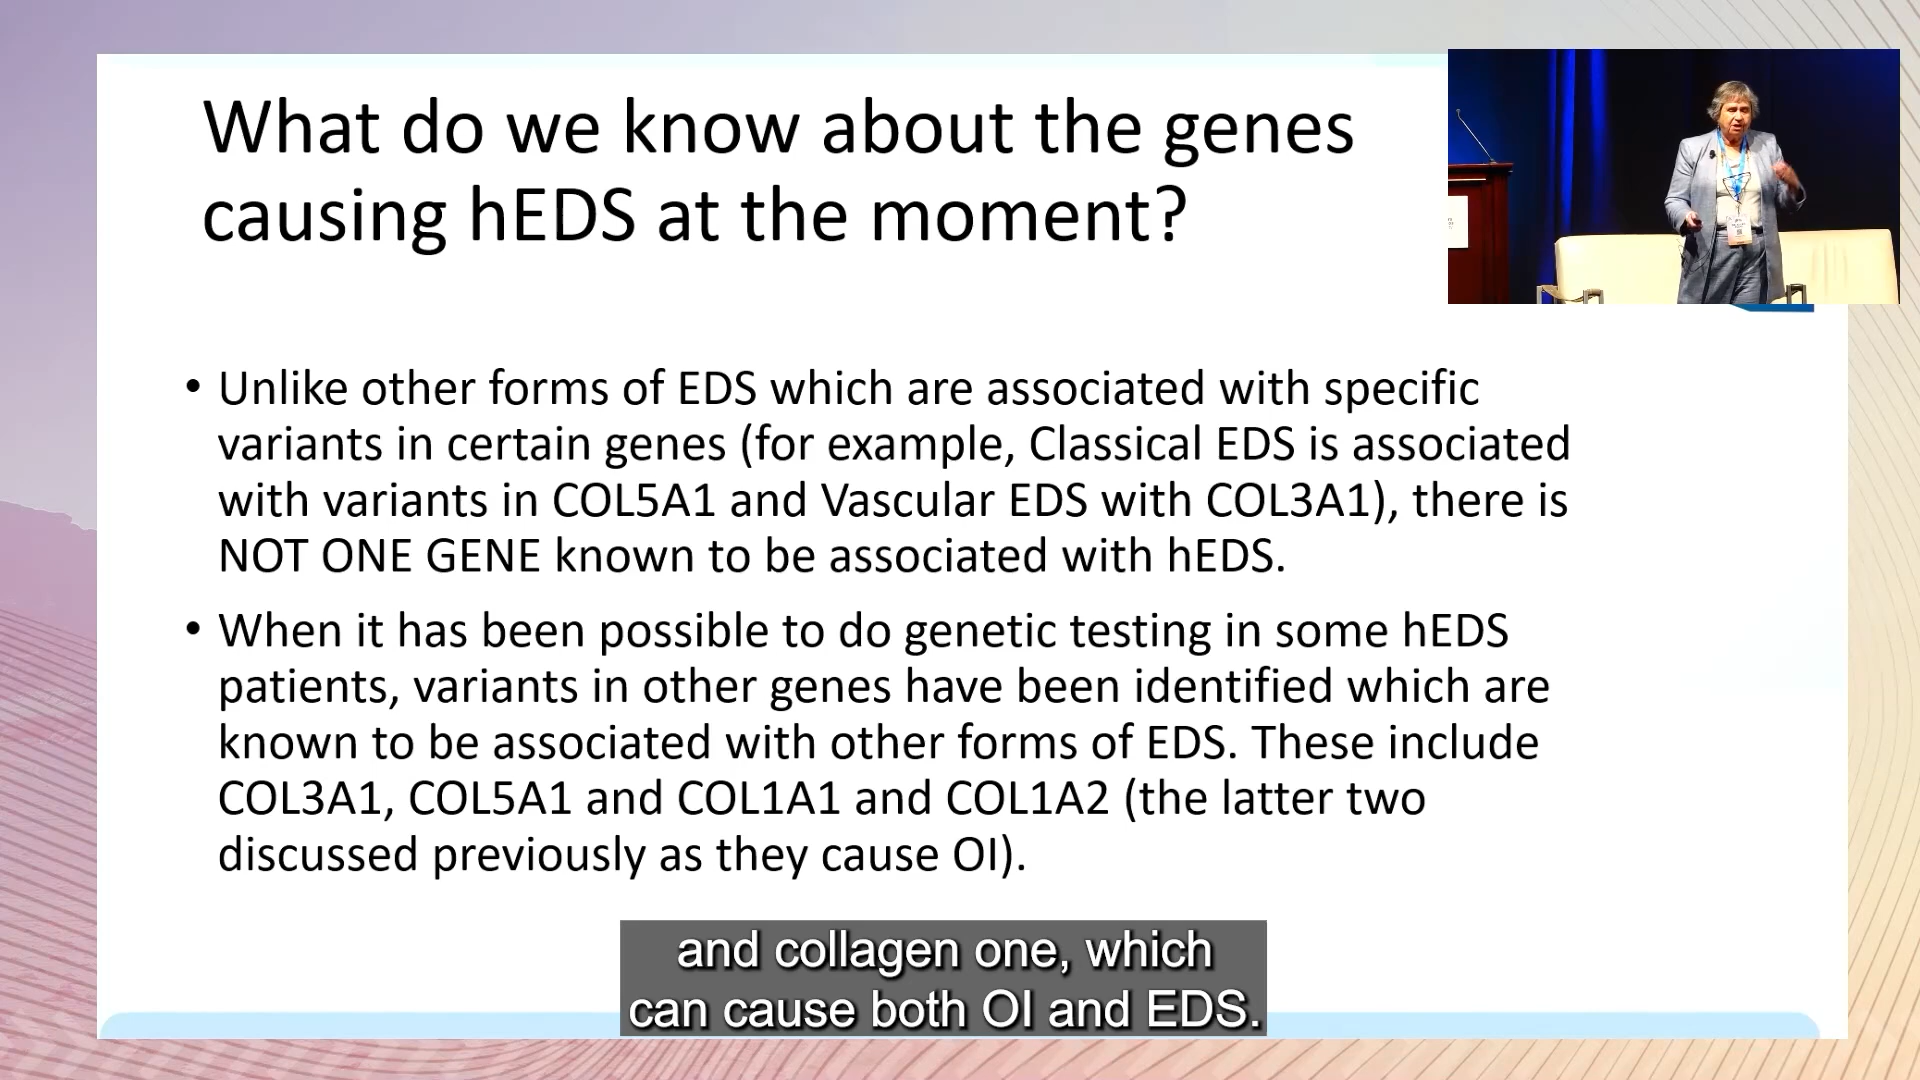 What do we know about the genes
causing hEDS at the moment?
• Unlike other forms of EDS which are associated with specific
variants in certain genes (for example, Classical EDS is associated
with variants in COL5A1 and Vascular EDS with COL3A1), there is
NOT ONE GENE known to be associated with hEDS.
• When it has been possible to do genetic testing in some hEDS
patients, variants in other genes have been identified which are
known to be associated with other forms of EDS. These include
COL3A1, COL5A1 and COL1A1 and COL1A2 (the latter two
discussed previously as they cause OI).
and collagen one, which
can cause both OI and EDS.